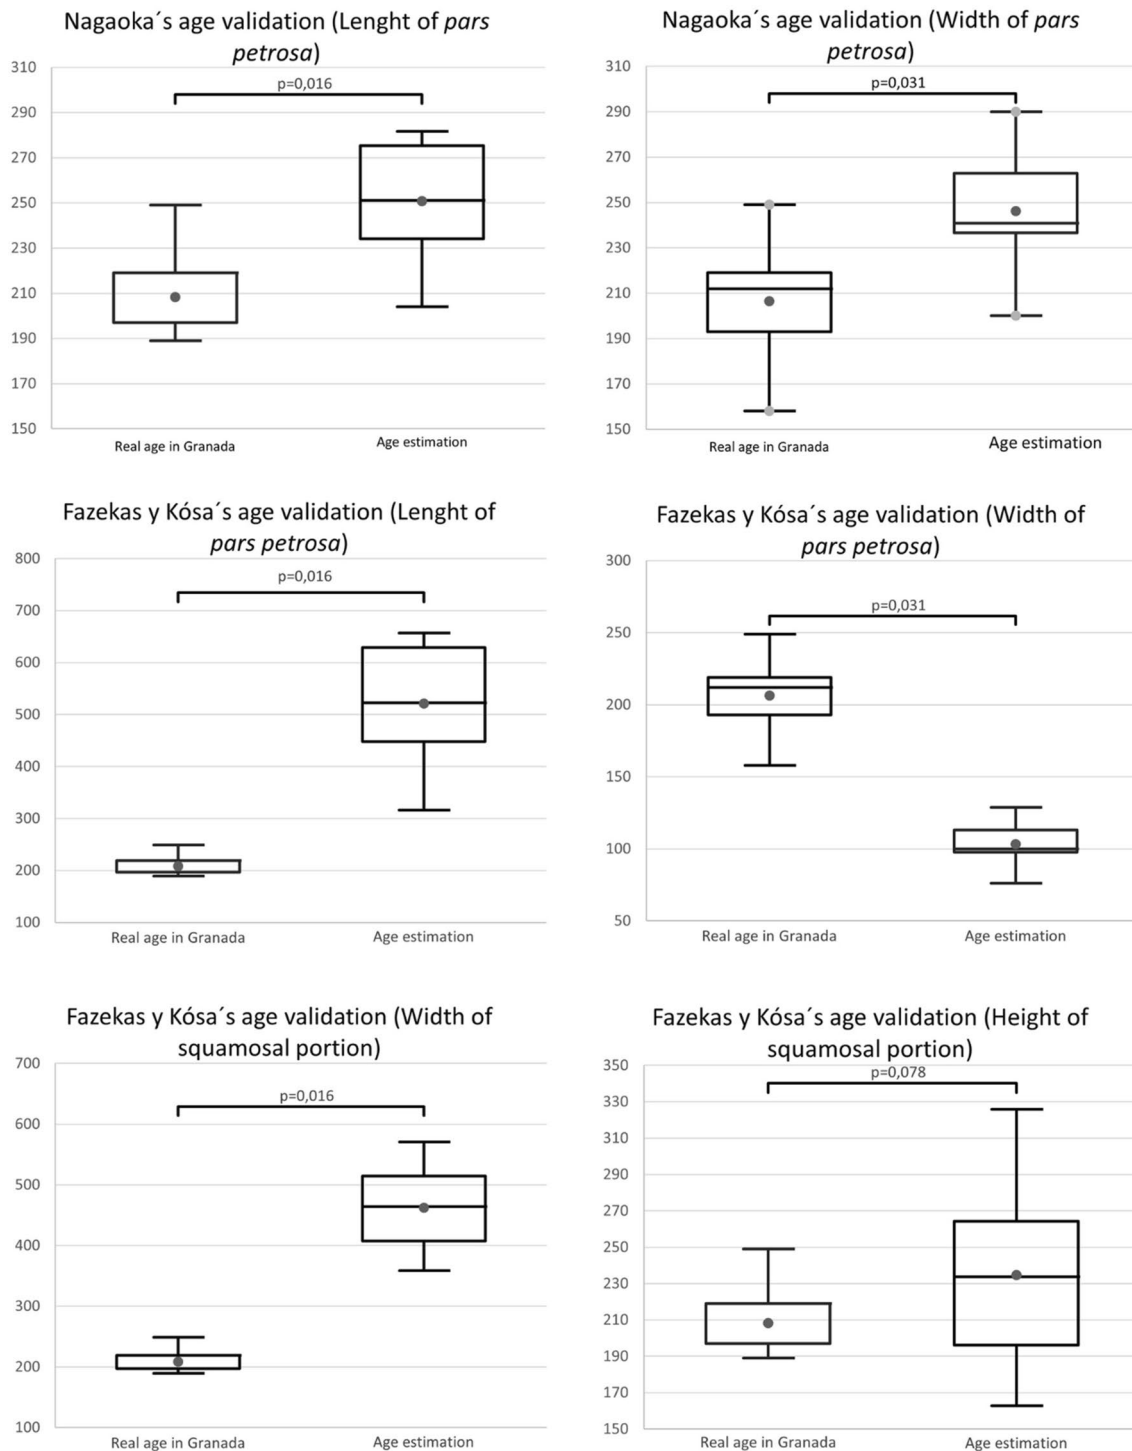 Nagaoka´s age validation (Lenght of pars
petrosa)
310
290
270
250
230
210
190
170
150
p=0,016
Real age in Granada
Age estimation
Nagaoka´s age validation (Width of pars
petrosa)
310
290
270
250
230
210
190
170
150
p=0,031
Real age in Granada
Age estimation
Fazekas y Kósa´s age validation (Lenght of
pars petrosa)
800
700
600
500
400
300
200
100
p=0,016
Real age in Granada
Age estimation
Fazekas y Kósa´s age validation (Width of
pars petrosa)
300
250
200
150
100
50
p=0,031
Real age in Granada
Age estimation
Fazekas y Kósa´s age validation (Width of
squamosal portion)
700
600
500
400
300
200
100
p=0,016
Real age in Granada
Age estimation
Fazekas y Kósa´s age validation (Height of
squamosal portion)
350
330
310
290
270
250
230
210
190
170
150
p=0,078
Real age in Granada
Age estimation